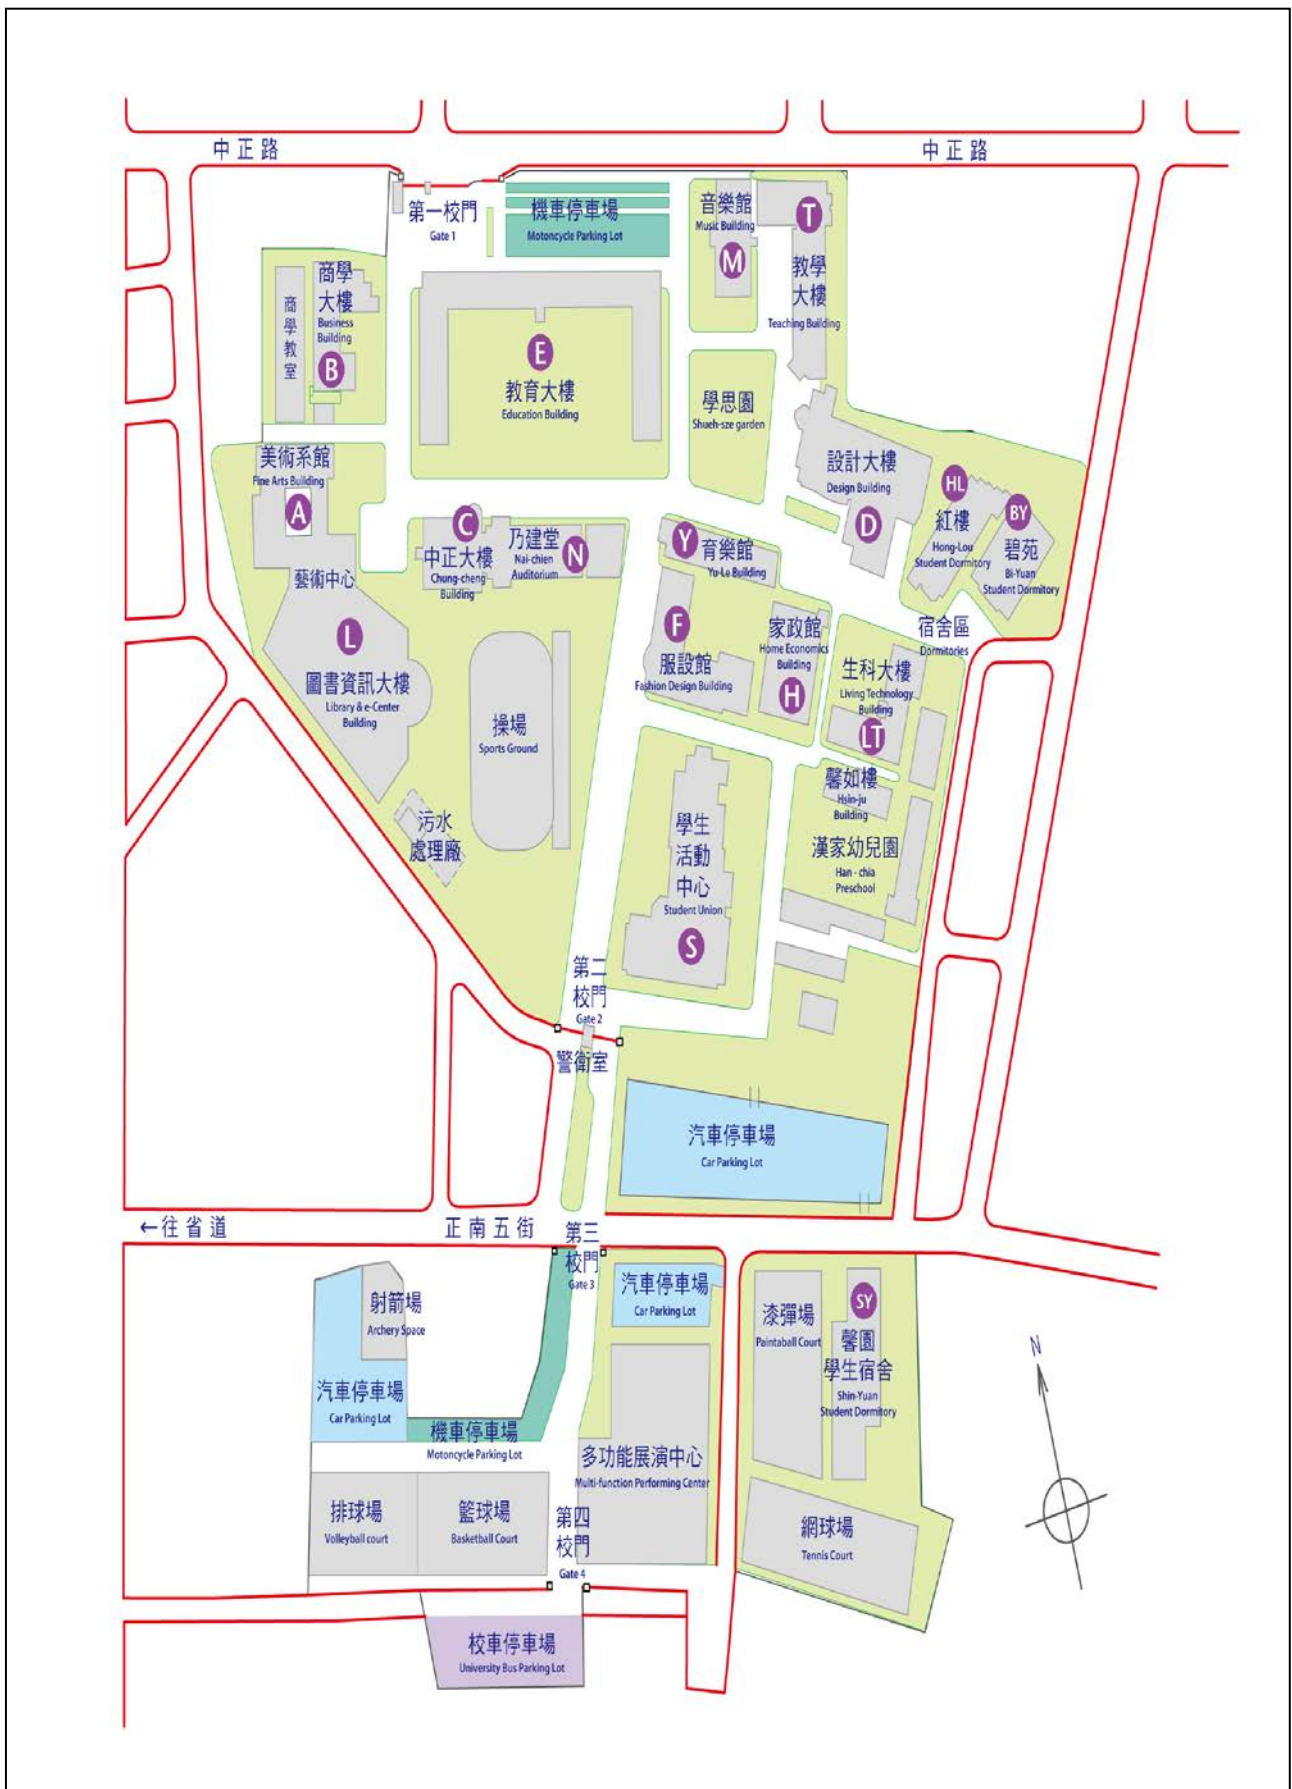 中正路
中正路
第一校門
Gate 1
機車停車場
Motoncycle Parking Lot
音樂館
Music Building
M
T
教學
大樓
Teaching Building
商學
大樓
Business
Building
B
商學教室
E
教育大樓
Education Building
學思園
Shueh-sze garden
美術系館
Fine Arts Building
A
藝術中心
設計大樓
Design Building
D
HL
紅樓
Hong-Lou
Student Dormitory
BY
碧苑
Bi-Yuan
Student Dormitory
C
中正大樓
Chung-cheng
Building
乃建堂
Nai-chien
Auditorium
N
Y
育樂館
Yu-Le Building
宿舍區
Dormitories
L
圖書資訊大樓
Library & e-Center
Building
操場
Sports Ground
F
服設館
Fashion Design Building
家政館
Home Economics
Building
H
生科大樓
Living Technology
Building
LT
馨如樓
Hsin-ju
Building
漢家幼兒園
Han - chia
Preschool
污水
處理廠
學生
活動
中心
Student Union
S
第二
校門
Gate 2
警衛室
汽車停車場
Car Parking Lot
←往省道
正南五街
第三
校門
Gate 3
射箭場
Archery Space
汽車停車場
Car Parking Lot
機車停車場
Motoncycle Parking Lot
汽車停車場
Car Parking Lot
漆彈場
Paintaball Court
SY
馨園
學生宿舍
Shin-Yuan
Student Dormitory
N
多功能展演中心
Multi-function Performing Center
排球場
Volleyball court
籃球場
Basketball Court
第四
校門
Gate 4
網球場
Tennis Court
校車停車場
University Bus Parking Lot